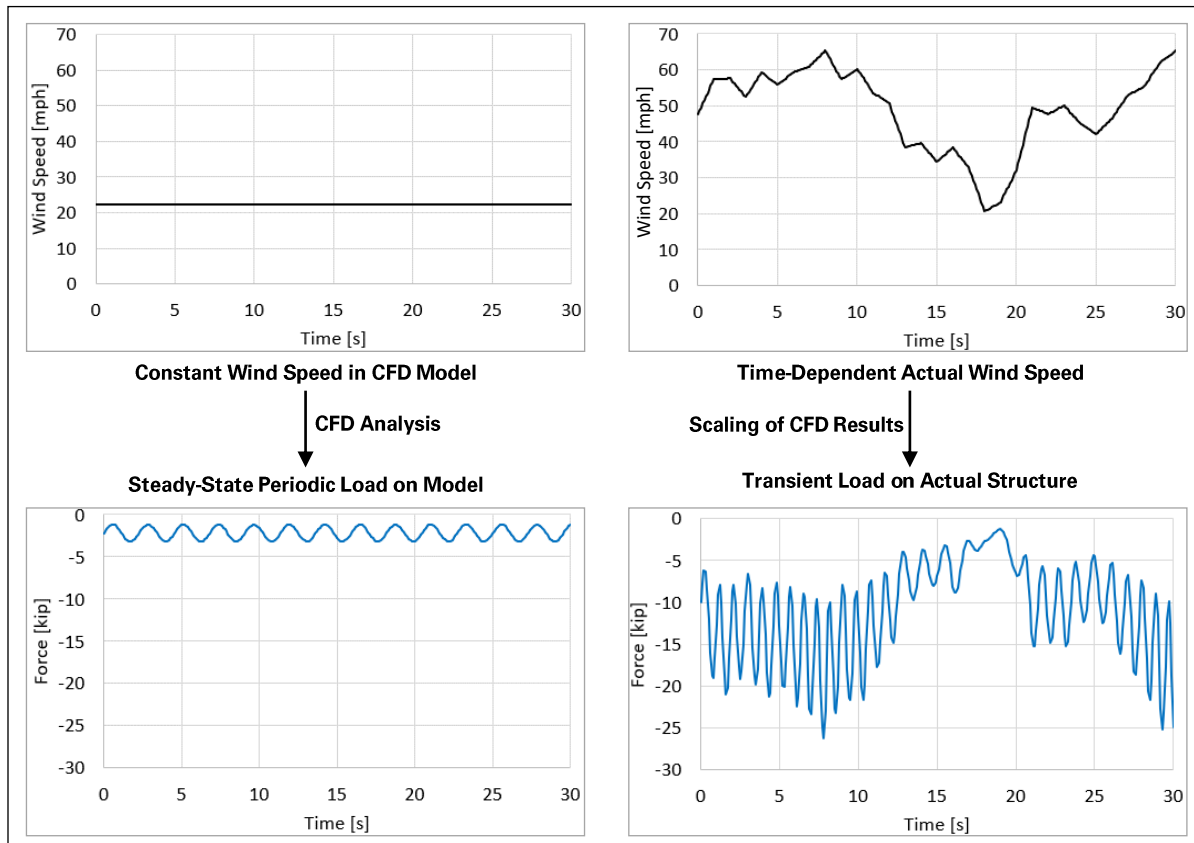 70
60
50
40
30
20
10
0
Wind Speed [mph]
0 5 10 15 20 25 30
Time [s]
70
60
50
40
30
20
10
0
Wind Speed [mph]
0 5 10 15 20 25 30
Time [s]
Constant Wind Speed in CFD Model
Time-Dependent Actual Wind Speed
CFD Analysis
Scaling of CFD Results
Steady-State Periodic Load on Model
Transient Load on Actual Structure
0
-5
-10
-15
-20
-25
-30
Force [kip]
0 5 10 15 20 25 30
Time [s]
0
-5
-10
-15
-20
-25
-30
Force [kip]
0 5 10 15 20 25 30
Time [s]